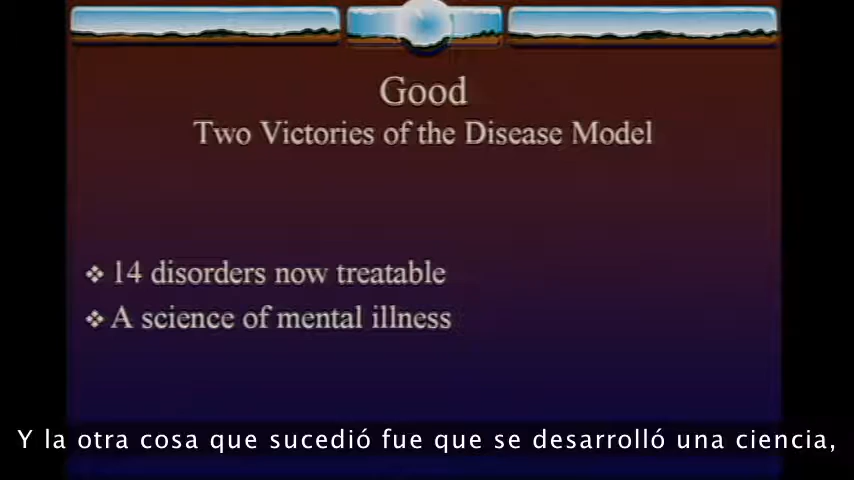 Good
Two Victories of the Disease Model
❖ 14 disorders now treatable
❖ A science of mental illness
Y la otra cosa que sucedió fue que se desarrolló una ciencia,